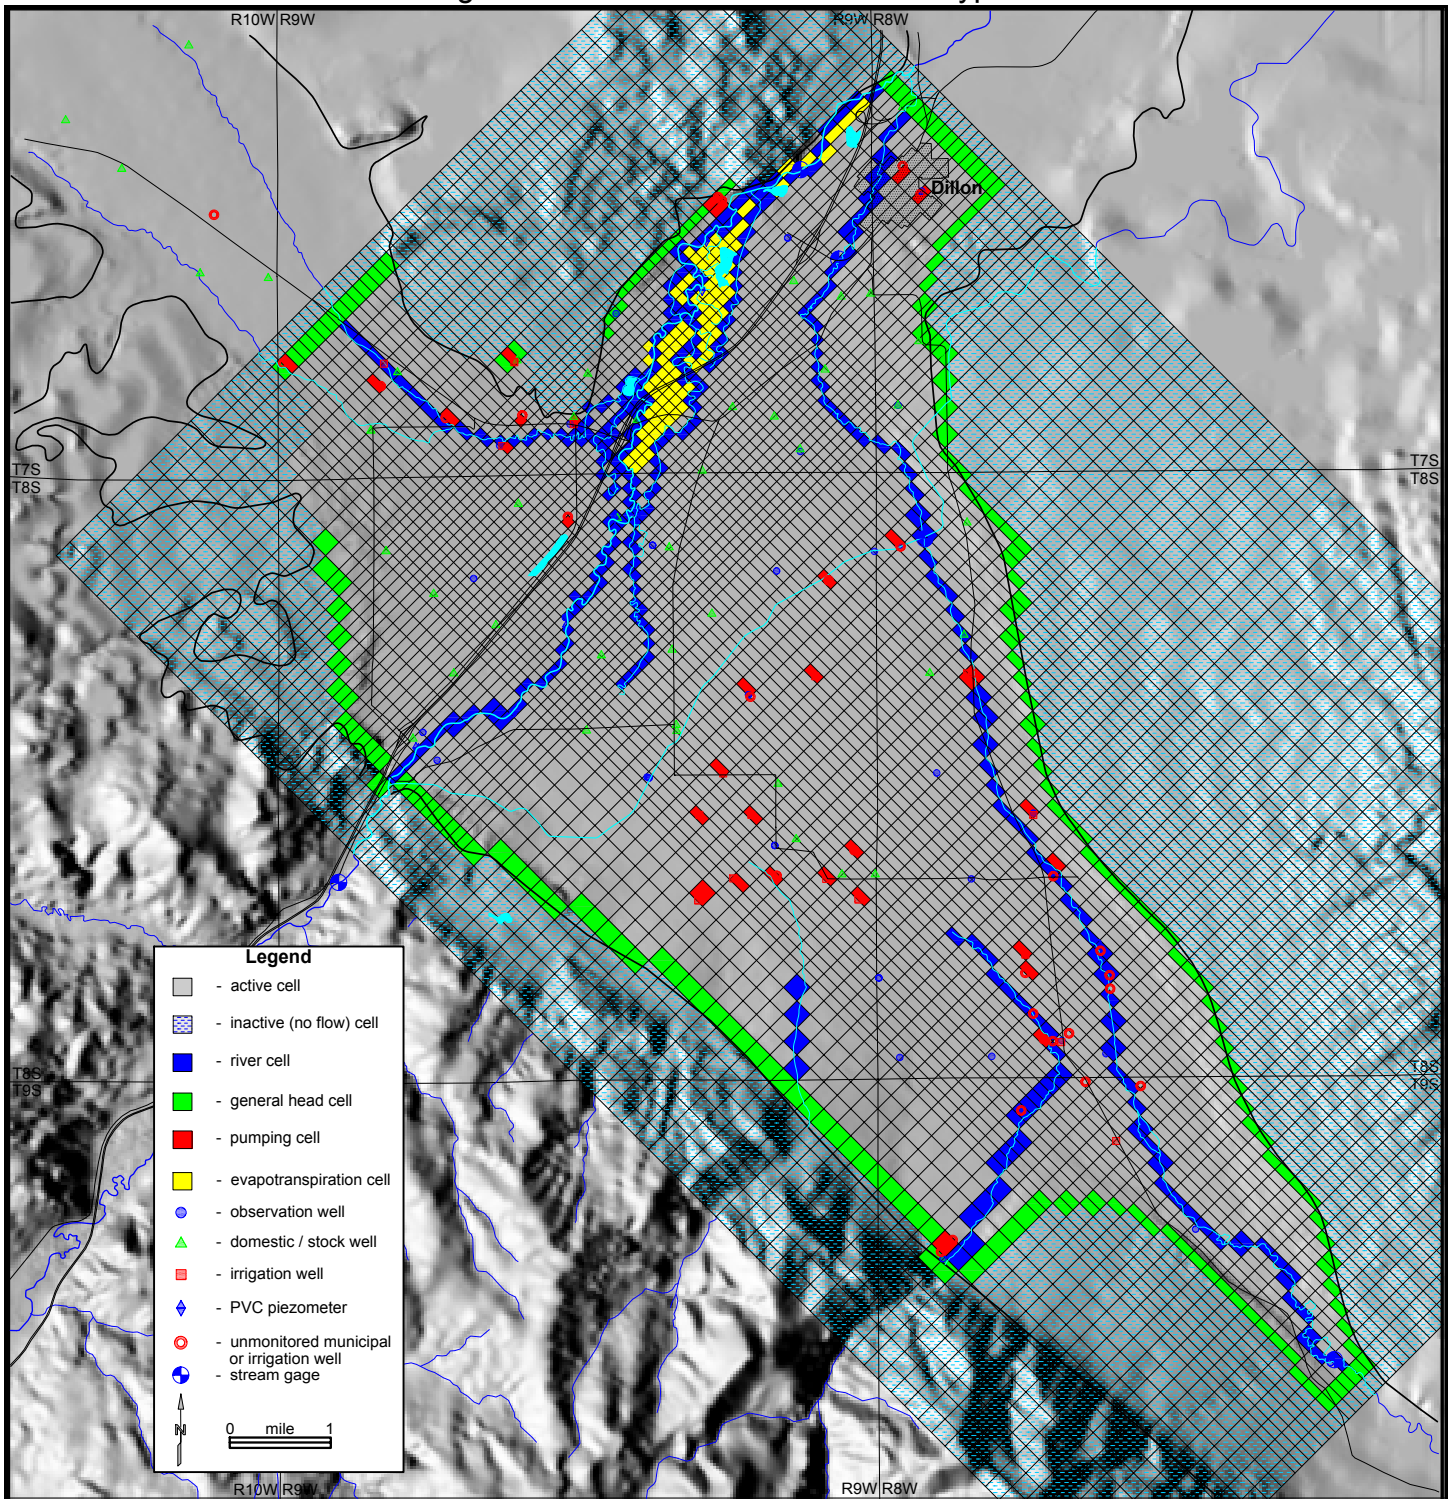 R10W R9W
R9W R8W
Dillon
T7S
T8S
T7S
T8S
Legend
- active cell
- inactive (no flow) cell
- river cell
- general head cell
- pumping cell
- evapotranspiration cell
- observation well
- domestic / stock well
- irrigation well
- PVC piezometer
- unmonitored municipal
or irrigation well
- stream gage
N
0 mile 1
T8S
T9S
T8S
T9S
R10W R9W
R9W R8W